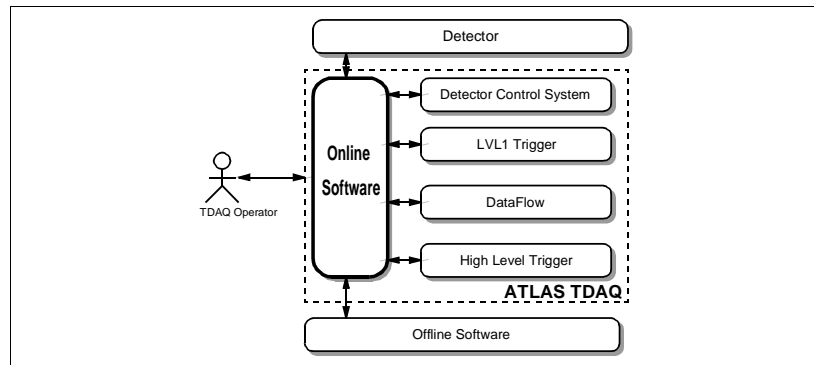 Detector
Detector Control System
LVL1 Trigger
Online
Software
TDAQ Operator
DataFlow
High Level Trigger
ATLAS TDAQ
Offline Software